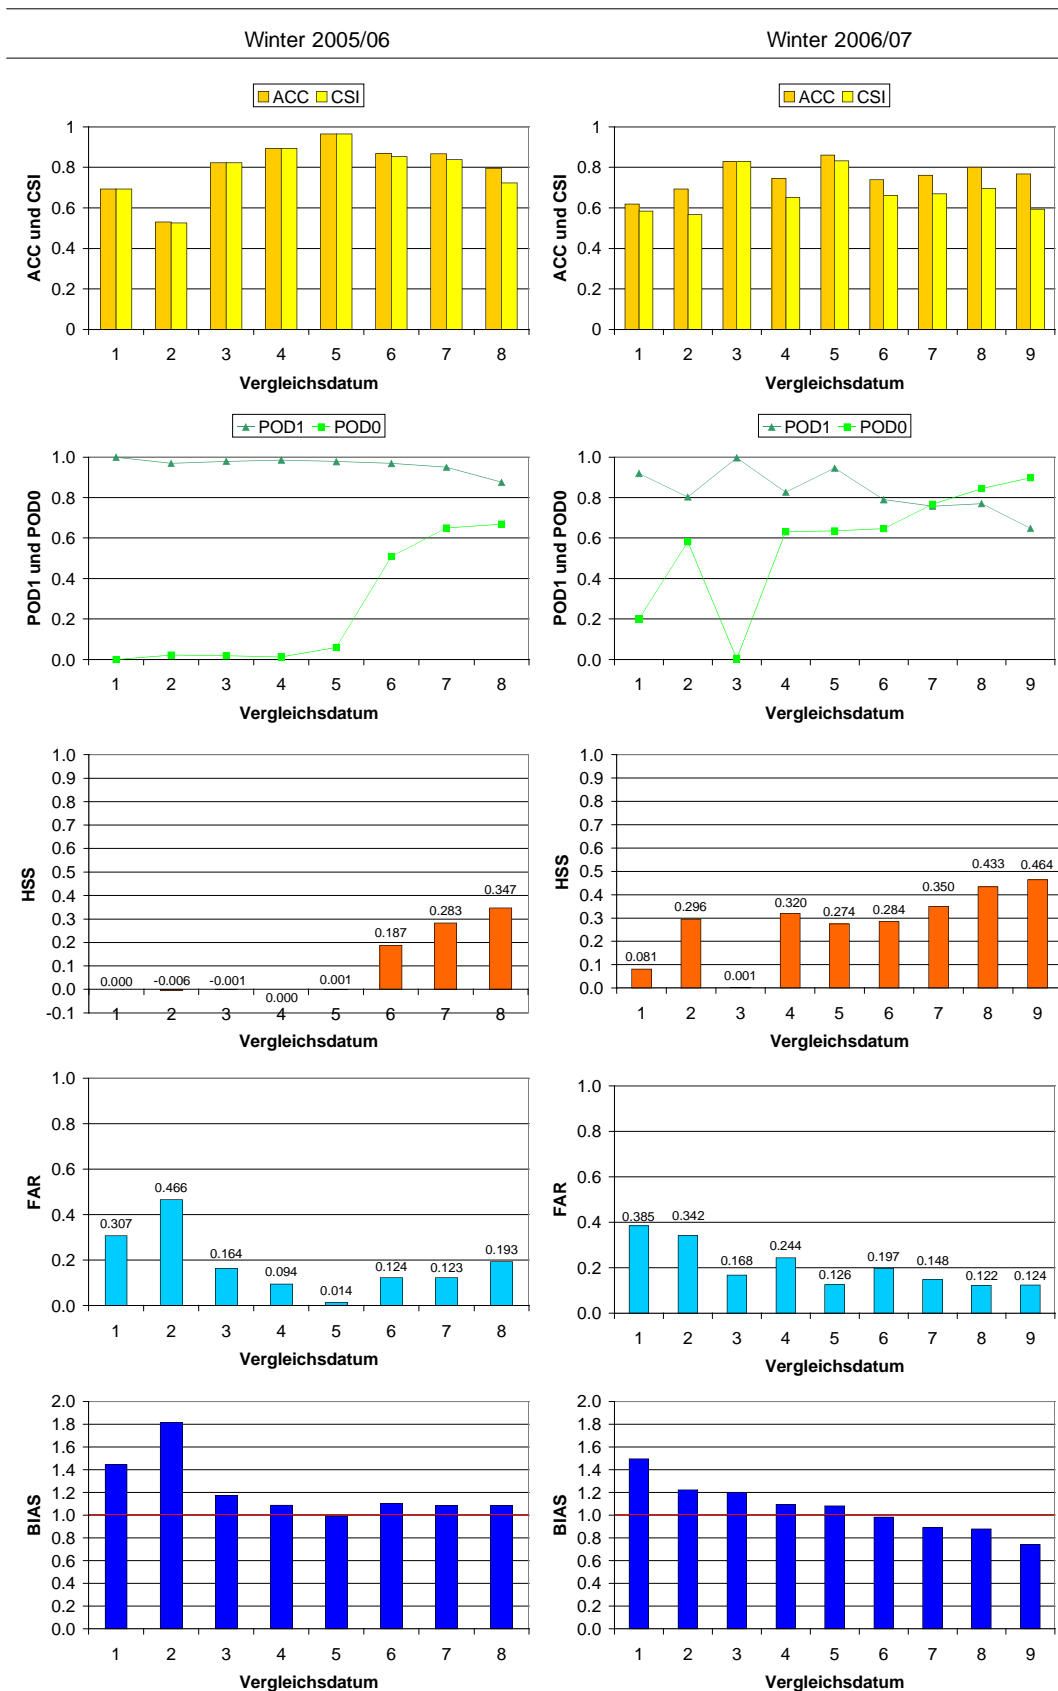 Winter 2005/06
Winter 2006/07
ACC CSI
ACC und CSI
1
0.8
0.6
0.4
0.2
0
1 2 3 4 5 6 7 8
Vergleichsdatum
ACC CSI
ACC und CSI
1
0.8
0.6
0.4
0.2
0
1 2 3 4 5 6 7 8 9
Vergleichsdatum
POD1 POD0
POD1 und POD0
1.0
0.8
0.6
0.4
0.2
0.0
1 2 3 4 5 6 7 8
Vergleichsdatum
POD1 POD0
POD1 und POD0
1.0
0.8
0.6
0.4
0.2
0.0
1 2 3 4 5 6 7 8 9
Vergleichsdatum
HSS
1.0
0.9
0.8
0.7
0.6
0.5
0.4
0.3
0.2
0.1
0.0
-0.1
0.000 -0.006 -0.001 0.000 0.001 0.187 0.283 0.347
1 2 3 4 5 6 7 8
Vergleichsdatum
HSS
1.0
0.9
0.8
0.7
0.6
0.5
0.4
0.3
0.2
0.1
0.0
0.081 0.296 0.001 0.320 0.274 0.284 0.350 0.433 0.464
1 2 3 4 5 6 7 8 9
Vergleichsdatum
FAR
1.0
0.8
0.6
0.4
0.2
0.0
0.307 0.466 0.164 0.094 0.014 0.124 0.123 0.193
1 2 3 4 5 6 7 8
Vergleichsdatum
FAR
1.0
0.8
0.6
0.4
0.2
0.0
0.385 0.342 0.168 0.244 0.126 0.197 0.148 0.122 0.124
1 2 3 4 5 6 7 8 9
Vergleichsdatum
BIAS
2.0
1.8
1.6
1.4
1.2
1.0
0.8
0.6
0.4
0.2
0.0
1 2 3 4 5 6 7 8
Vergleichsdatum
BIAS
2.0
1.8
1.6
1.4
1.2
1.0
0.8
0.6
0.4
0.2
0.0
1 2 3 4 5 6 7 8 9
Vergleichsdatum